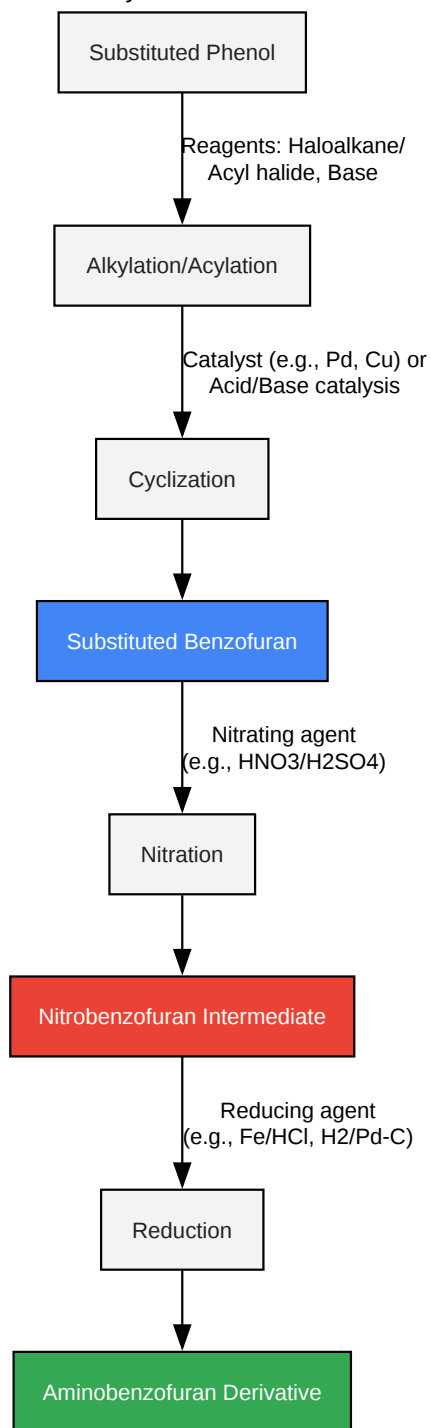 Substituted Phenol
Reagents: Haloalkane/
Acyl halide, Base
Alkylation/Acylation
Catalyst (e.g., Pd, Cu) or
Acid/Base catalysis
Cyclization
Substituted Benzofuran
Nitrating agent
(e.g., HNO3/H2SO4)
Nitration
Nitrobenzofuran Intermediate
Reducing agent
(e.g., Fe/HCl, H2/Pd-C)
Reduction
Aminobenzofuran Derivative